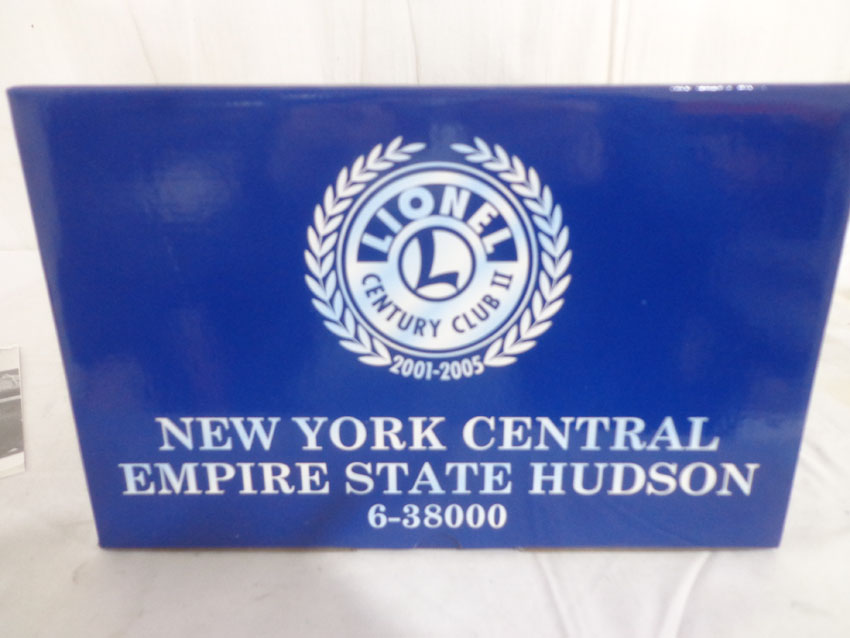 LIONEL
L
CENTURY CLUB II
2001-2005
NEW YORK CENTRAL
EMPIRE STATE HUDSON
6-38000